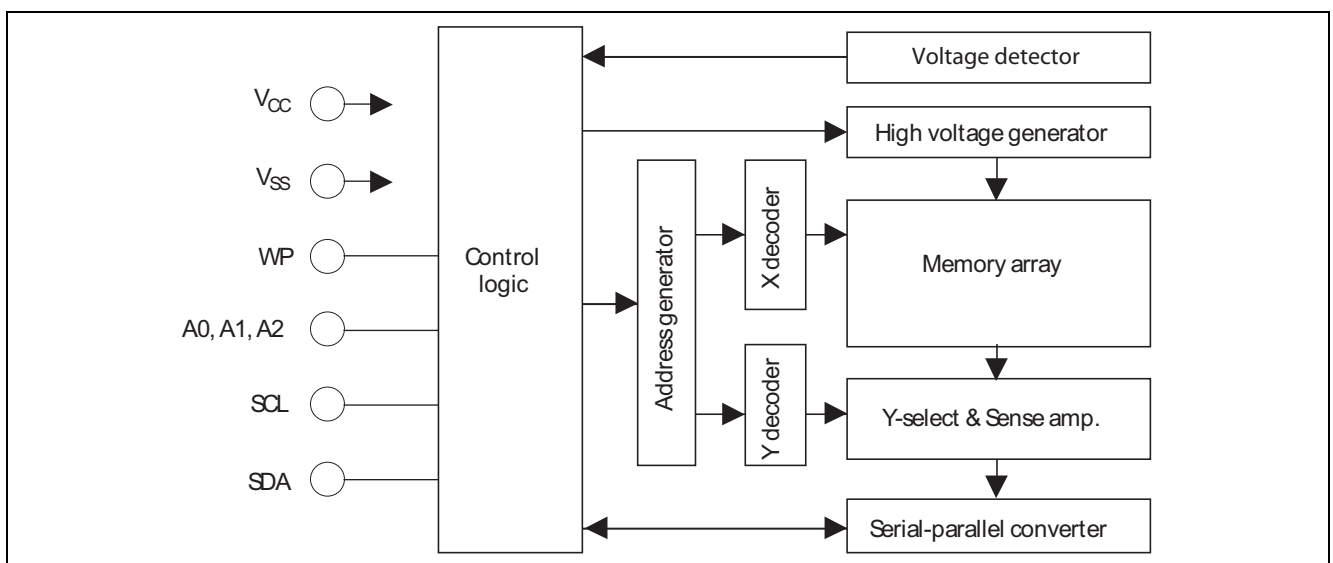 Voltage detector
VCC
High voltage generator
VSS
Address generator
X decoder
WP
Control
logic
Memory array
A0, A1, A2
Y decoder
SCL
Y-select & Sense amp.
SDA
Serial-parallel converter